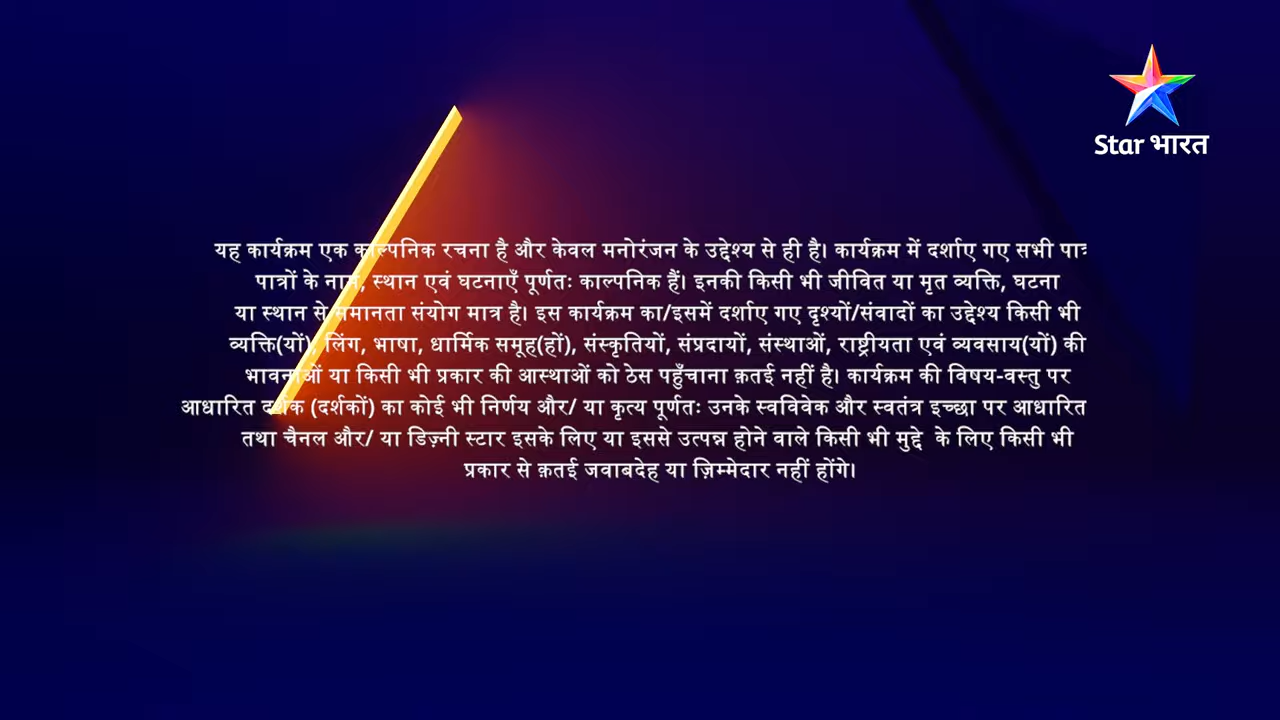 Star भारत
यह कार्यक्रम एक काल्पनिक रचना है और केवल मनोरंजन के उद्देश्य से ही है। कार्यक्रम में दर्शाए गए सभी
पात्रों के नाम, स्थान एवं घटनाएँ पूर्णतः काल्पनिक हैं। इनकी किसी भी जीवित या मृत व्यक्ति, घटना
या स्थान से समानता संयोग मात्र है। इस कार्यक्रम का/इसमें दर्शाए गए दृश्यों/संवादों का उद्देश्य किसी भी
व्यक्ति(यों), लिंग, भाषा, धार्मिक समूह(हों), संस्कृतियों, संप्रदायों, संस्थाओं, राष्ट्रीयता एवं व्यवसाय(यों) की
भावनाओं या किसी भी प्रकार की आस्थाओं को ठेस पहुँचाना क़तई नहीं है। कार्यक्रम की विषय-वस्तु पर
आधारित दर्शक (दर्शकों) का कोई भी निर्णय और/ या कृत्य पूर्णतः उनके स्वविवेक और स्वतंत्र इच्छा पर आधारित
तथा चैनल और/ या डिज़्नी स्टार इसके लिए या इससे उत्पन्न होने वाले किसी भी मुद्दे के लिए किसी भी
प्रकार से क़तई जवाबदेह या ज़िम्मेदार नहीं होंगे।